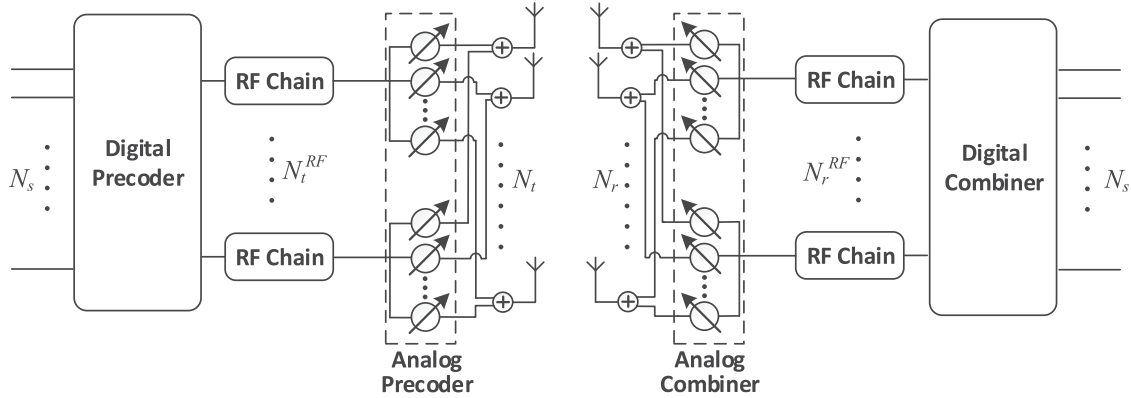 N_s
Digital
Precoder
RF Chain
N_t^{RF}
RF Chain
Analog
Precoder
N_t
N_r
Analog
Combiner
RF Chain
N_r^{RF}
RF Chain
Digital
Combiner
N_s